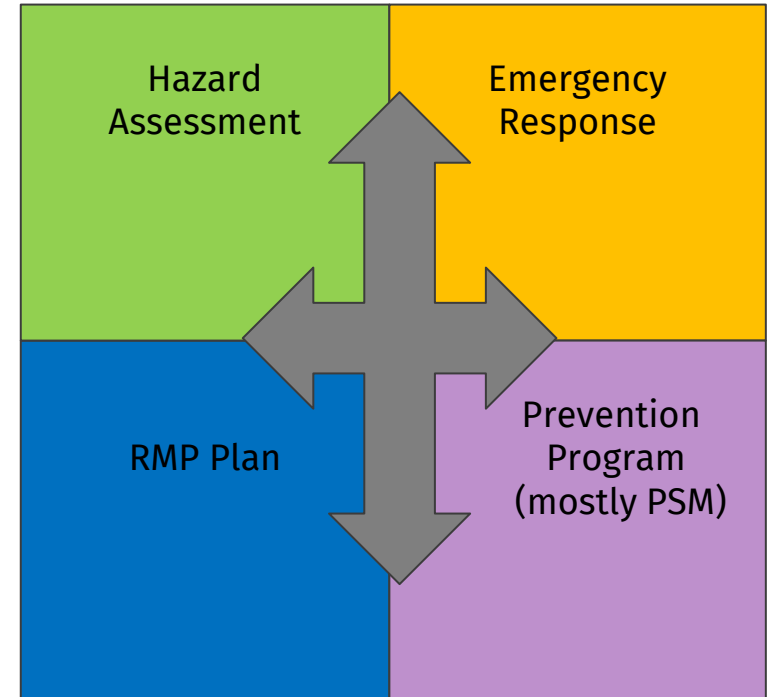 Hazard
Assessment
Emergency
Response
RMP Plan
Prevention
Program
(mostly PSM)